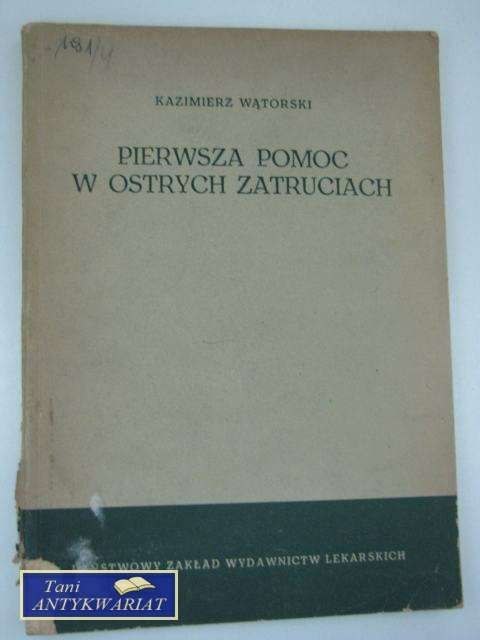 KAZIMIERZ WĄTORSKI
PIERWSZA POMOC
W OSTRYCH ZATRUCIACH
ZAKŁAD WYDAWNICTW LEKARSKICH
Tani
ANTYKWARIAT